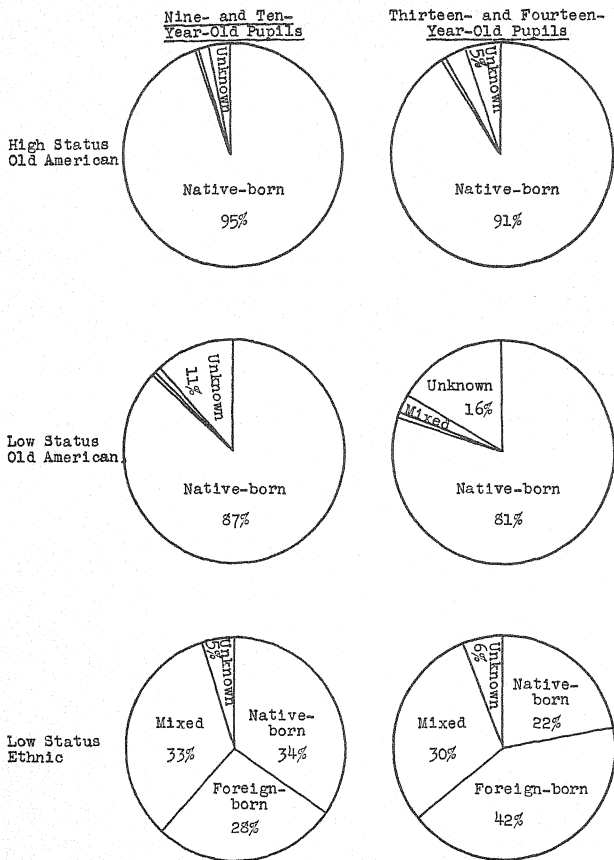 Nine- and Ten-
Year-Old Pupils
Thirteen- and Fourteen-
Year-Old Pupils
High Status
Old American
Unknown
Native-born
95%
Unknown
5%
Native-born
91%
Low Status
Old American
Unknown
11%
Native-born
87%
Unknown
16%
Mixed
Native-born
81%
Low Status
Ethnic
Unknown
5%
Mixed
33%
Native-
born
34%
Foreign-
born
28%
Unknown
6%
Mixed
30%
Native-
born
22%
Foreign-born
42%